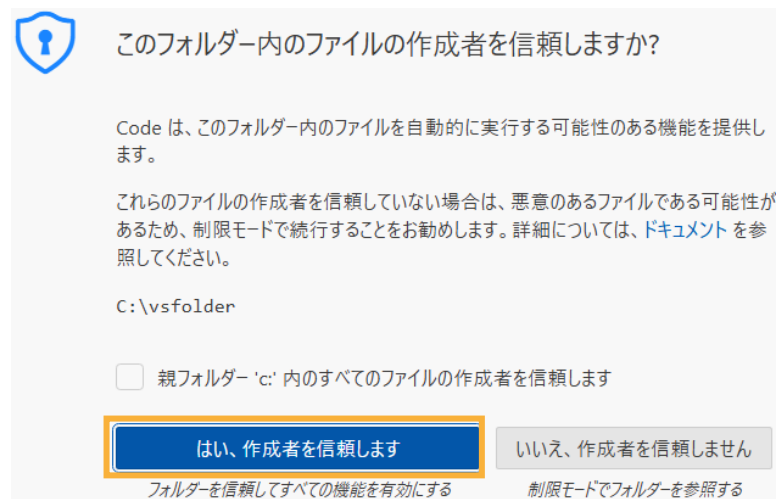 このフォルダー内のファイルの作成者を信頼しますか?
Code は、このフォルダー内のファイルを自動的に実行する可能性のある機能を提供し
ます。
これらのファイルの作成者を信頼していない場合は、悪意のあるファイルである可能性が
あるため、制限モードで続行することをお勧めします。詳細については、ドキュメント を参
照してください。
C:\vsfolder
親フォルダー 'c:' 内のすべてのファイルの作成者を信頼します
はい、作成者を信頼します
いいえ、作成者を信頼しません
フォルダーを信頼してすべての機能を有効にする
制限モードでフォルダーを参照する